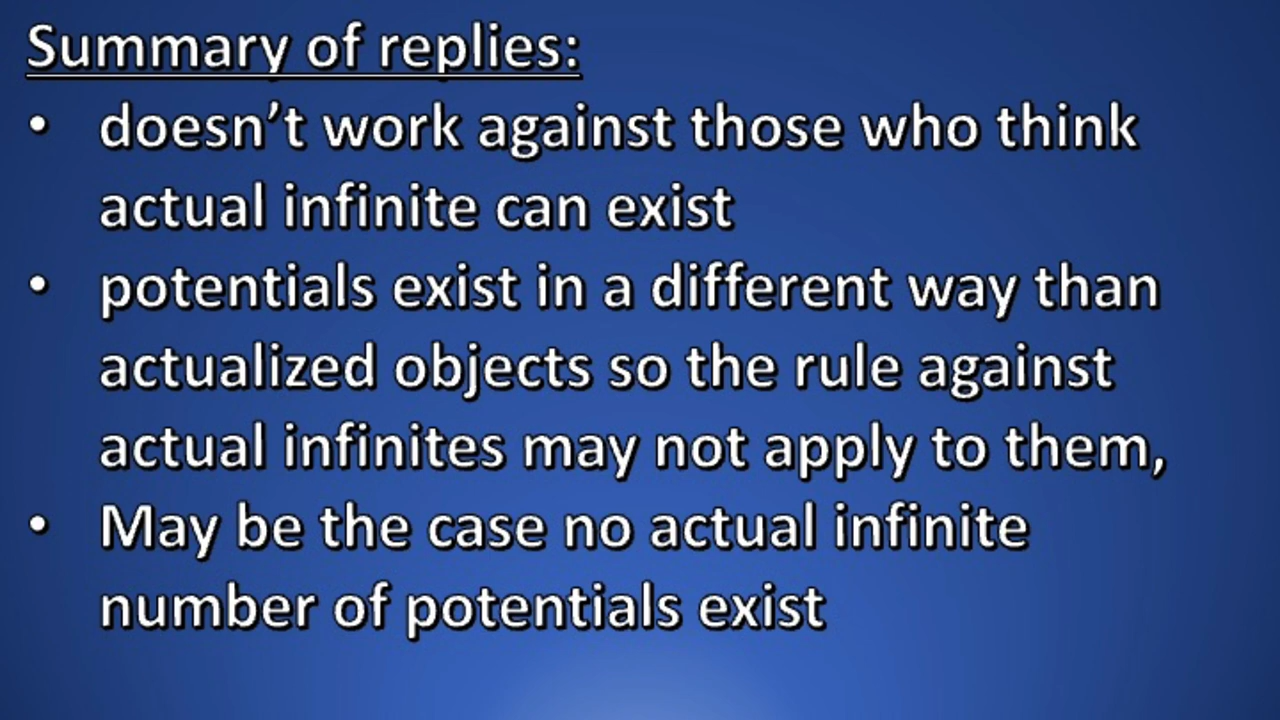 Summary of replies:
• doesn’t work against those who think
actual infinite can exist
• potentials exist in a different way than
actualized objects so the rule against
actual infinites may not apply to them,
• May be the case no actual infinite
number of potentials exist